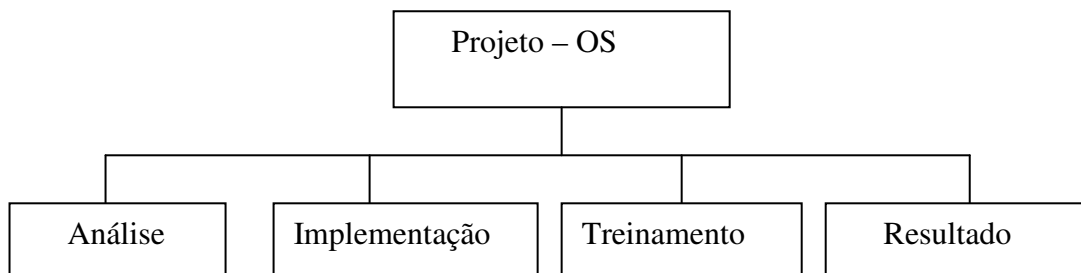 Projeto – OS
Análise
Implementação
Treinamento
Resultado